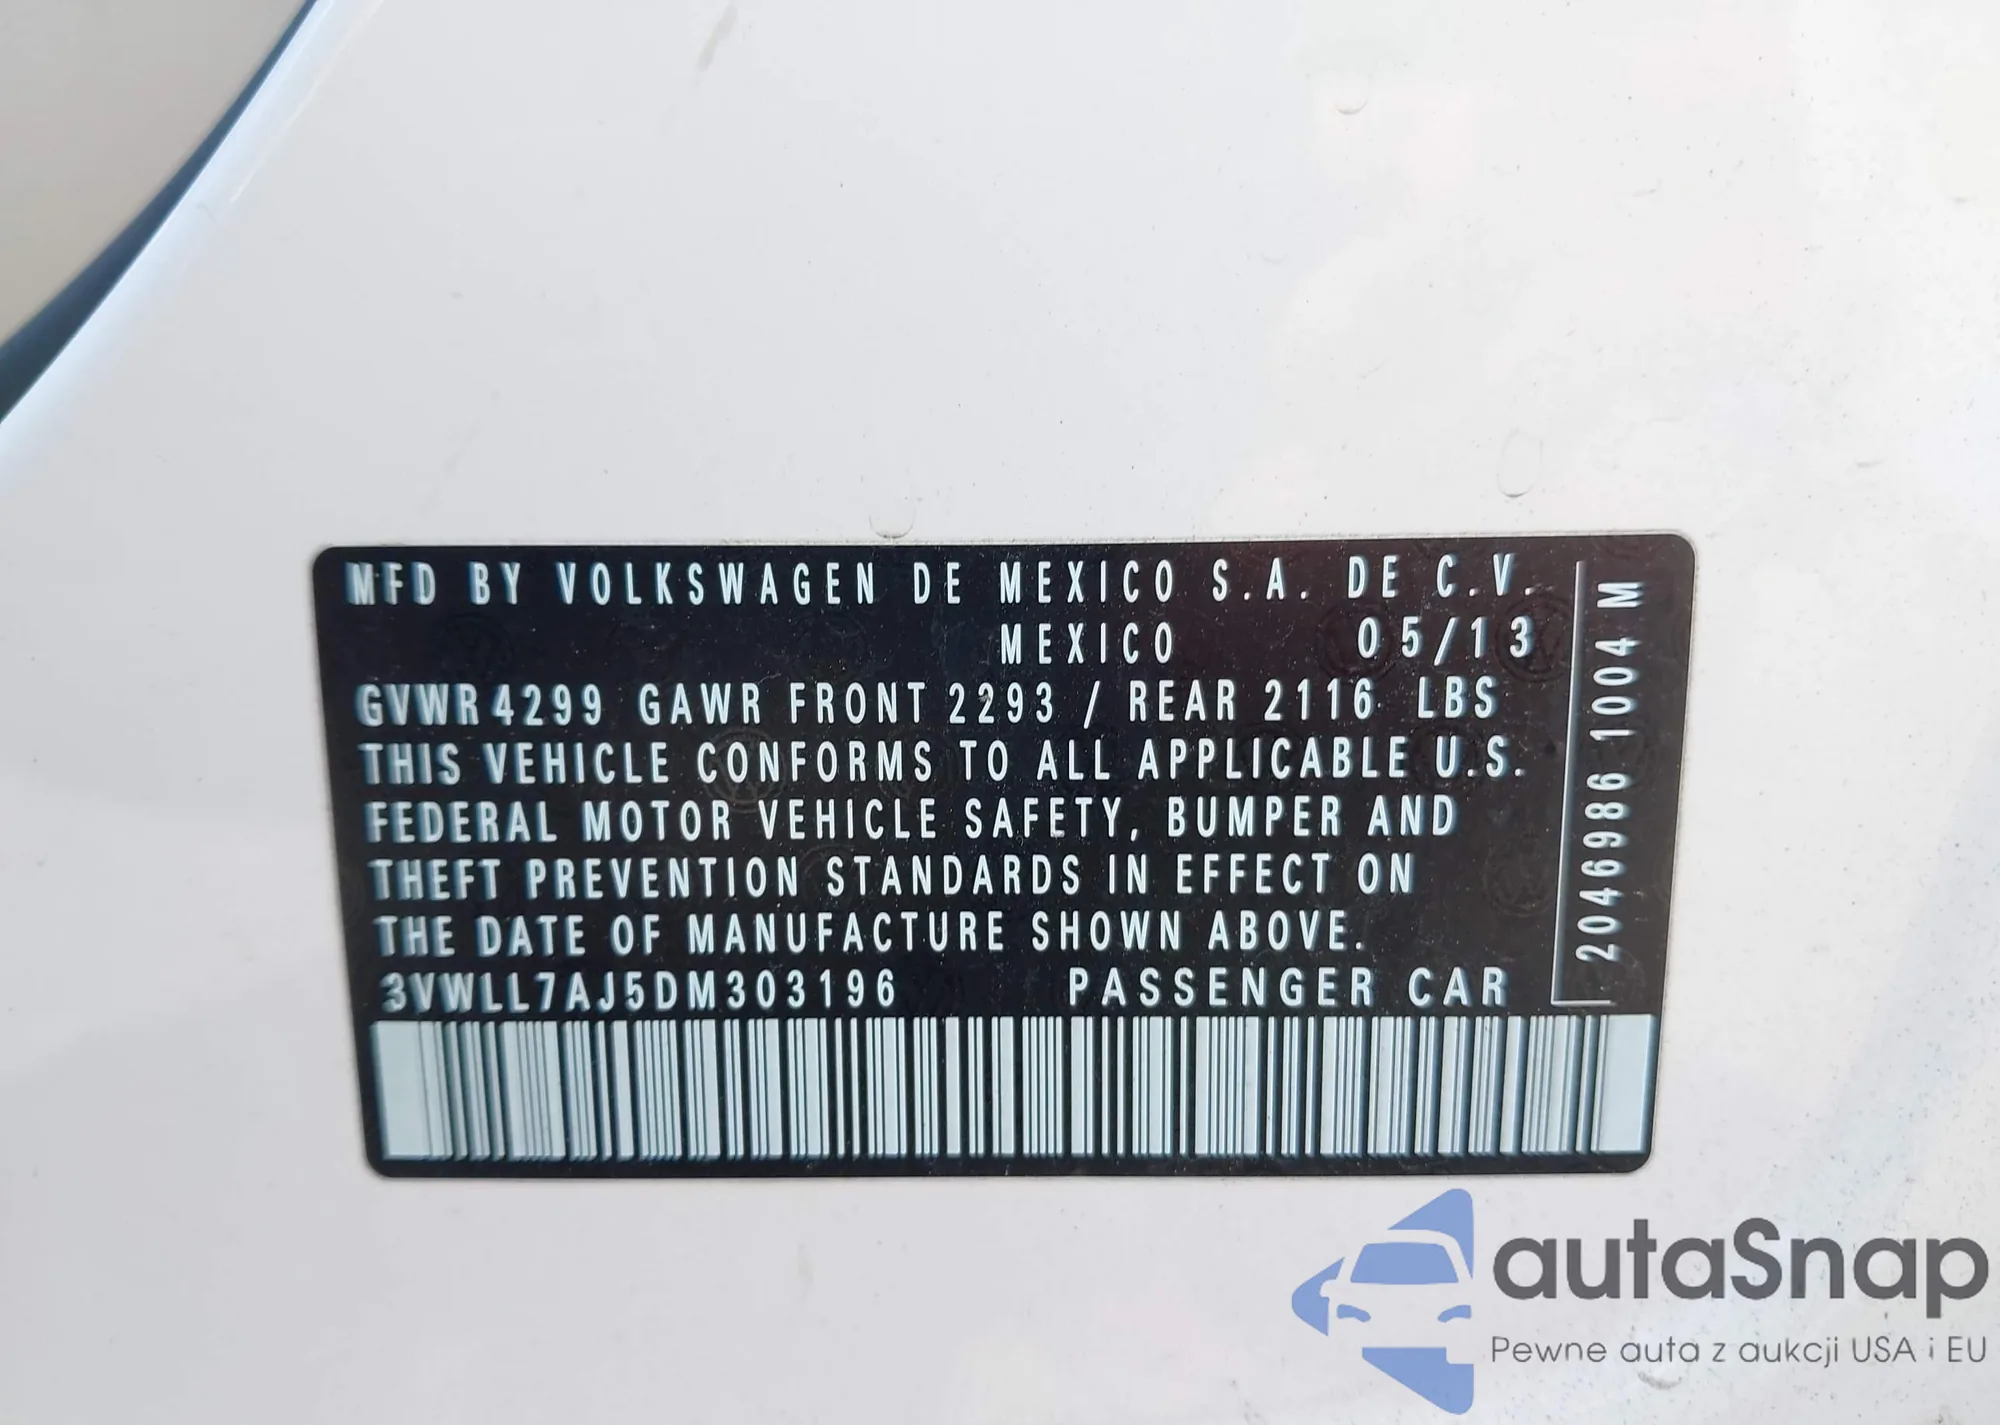 MFD BY VOLKSWAGEN DE MEXICO S.A. DE C.V.
MEXICO 05/13
GVWR 4299 GAWR FRONT 2293 / REAR 2116 LBS
THIS VEHICLE CONFORMS TO ALL APPLICABLE U.S.
FEDERAL MOTOR VEHICLE SAFETY, BUMPER AND
THEFT PREVENTION STANDARDS IN EFFECT ON
THE DATE OF MANUFACTURE SHOWN ABOVE.
3VWLL7AJ5DM303196 PASSENGER CAR
2046986 1004 M
autaSnap
Pewne auta z aukcji USA i EU